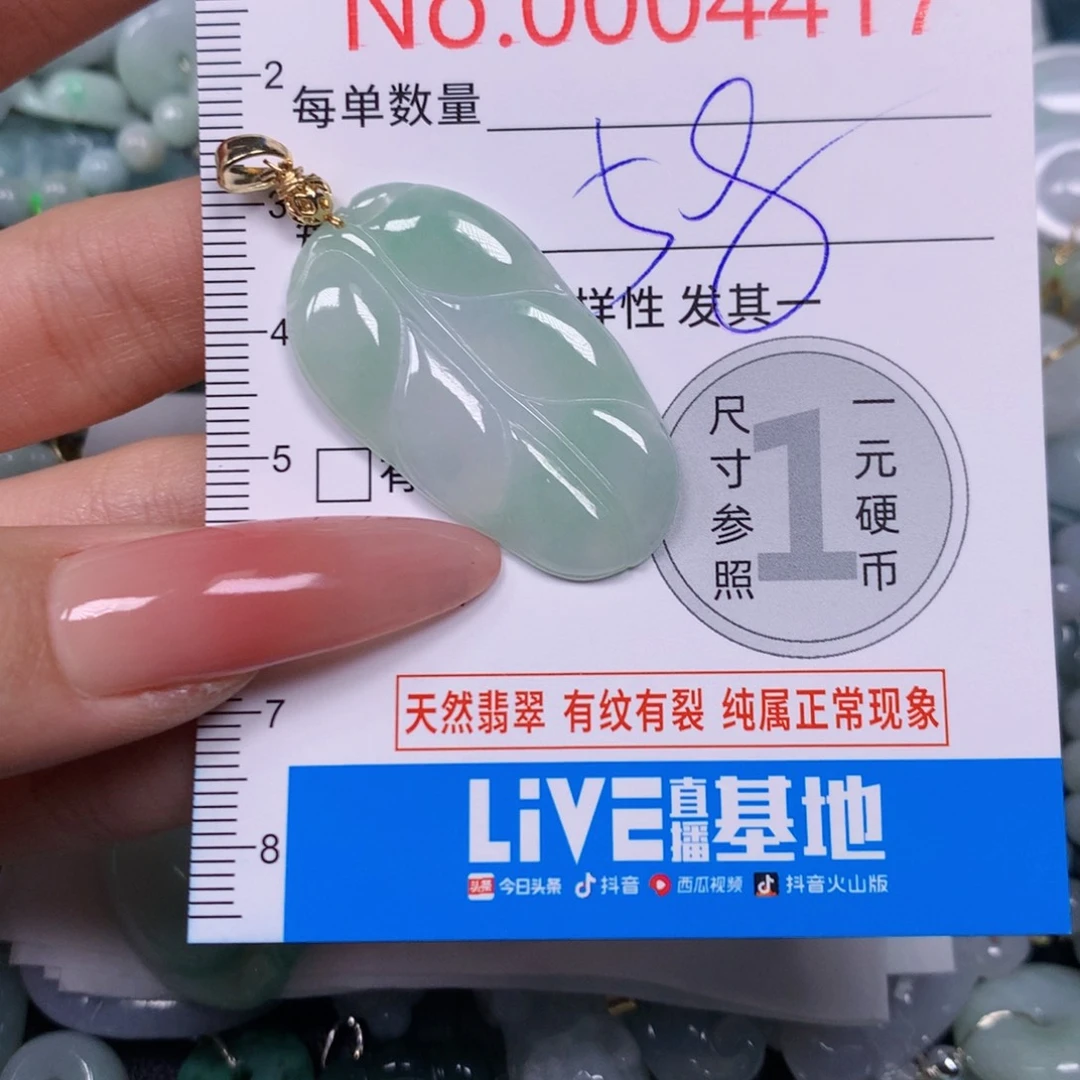 No.0004417
2
每单数量
58
3
样性 发其一
4
尺寸参照
1
一元硬币
5
有
7
天然翡翠 有纹有裂 纯属正常现象
LiVE直播基地
8
头条 今日头条 抖音 西瓜视频 抖音火山版